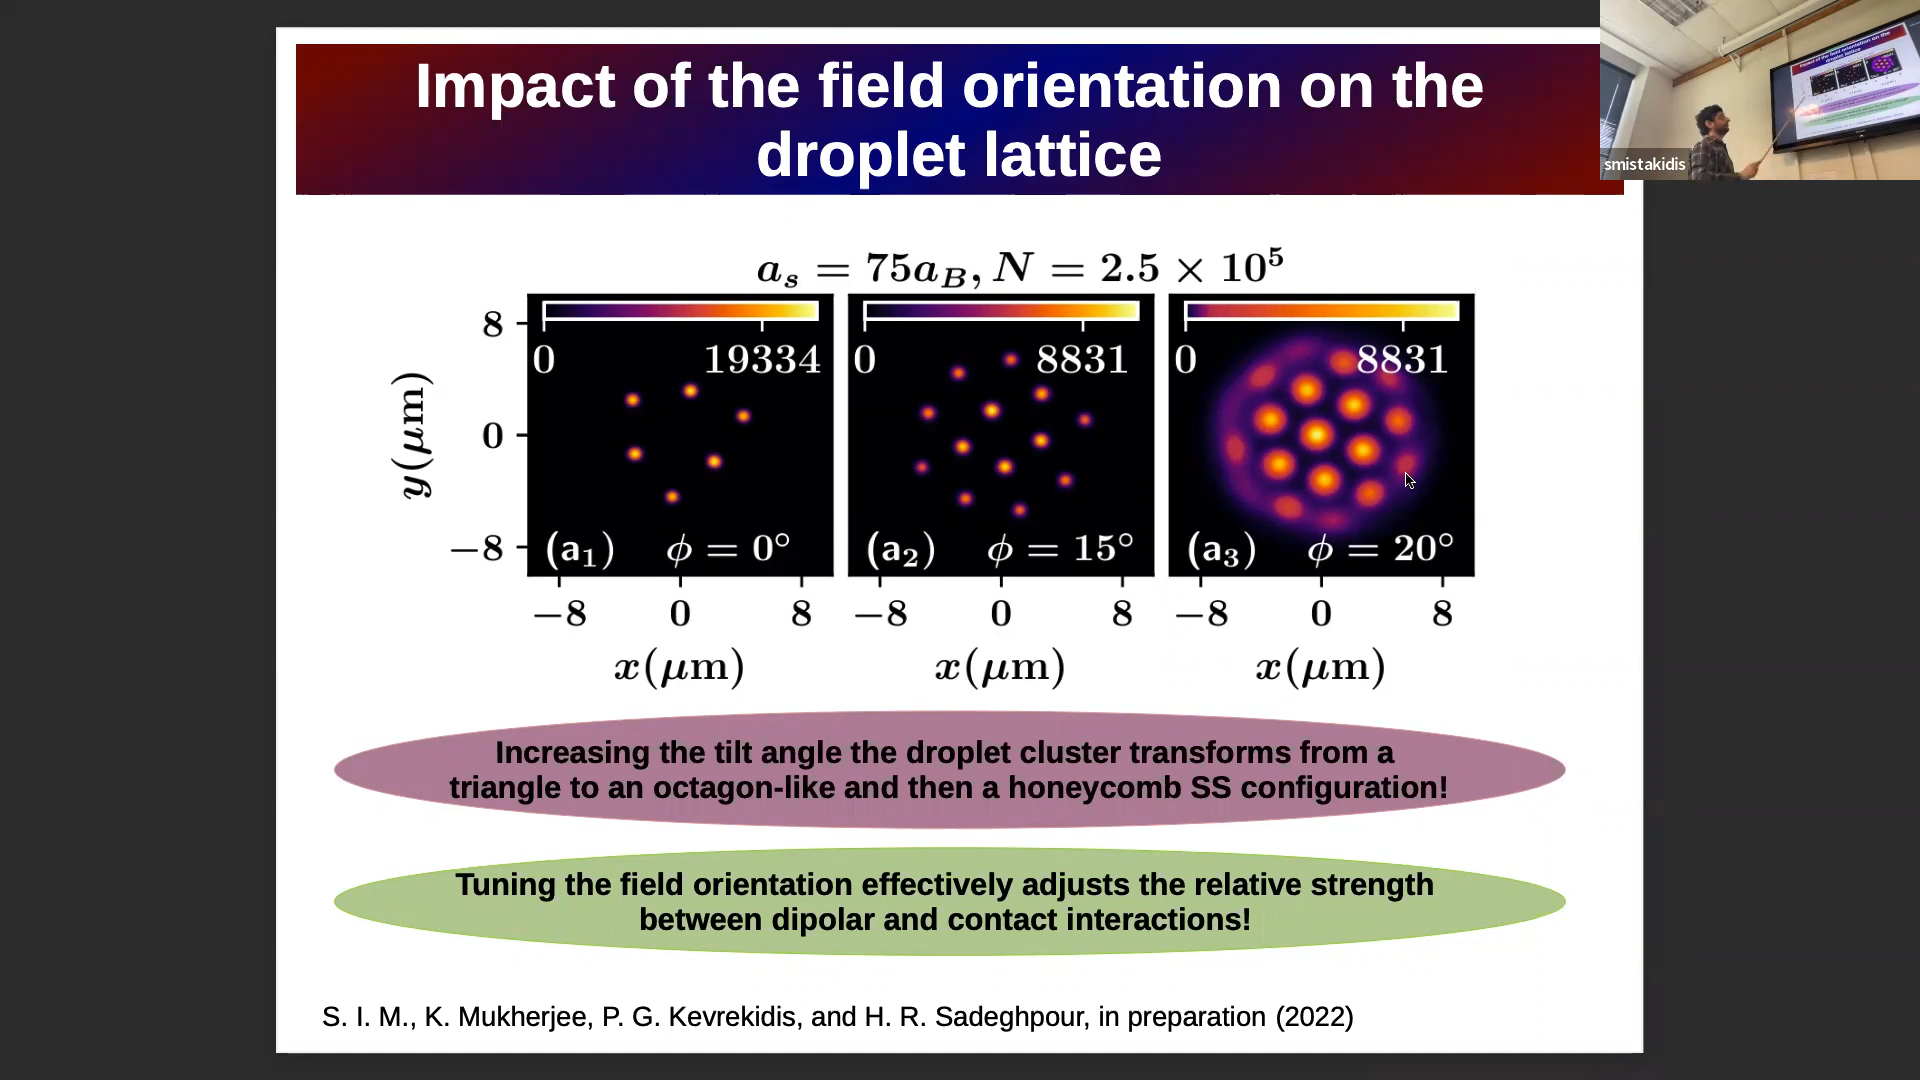 Impact of the field orientation on the
droplet lattice
smistakidis
a_s = 75a_B, N = 2.5 × 10^5
8
0
−8
y(μm)
0 19334
(a₁) ϕ = 0°
0 8831
(a₂) ϕ = 15°
0 8831
(a₃) ϕ = 20°
−8 0 8
−8 0 8
−8 0 8
x(μm)
x(μm)
x(μm)
Increasing the tilt angle the droplet cluster transforms from a
triangle to an octagon-like and then a honeycomb SS configuration!
Tuning the field orientation effectively adjusts the relative strength
between dipolar and contact interactions!
S. I. M., K. Mukherjee, P. G. Kevrekidis, and H. R. Sadeghpour, in preparation (2022)